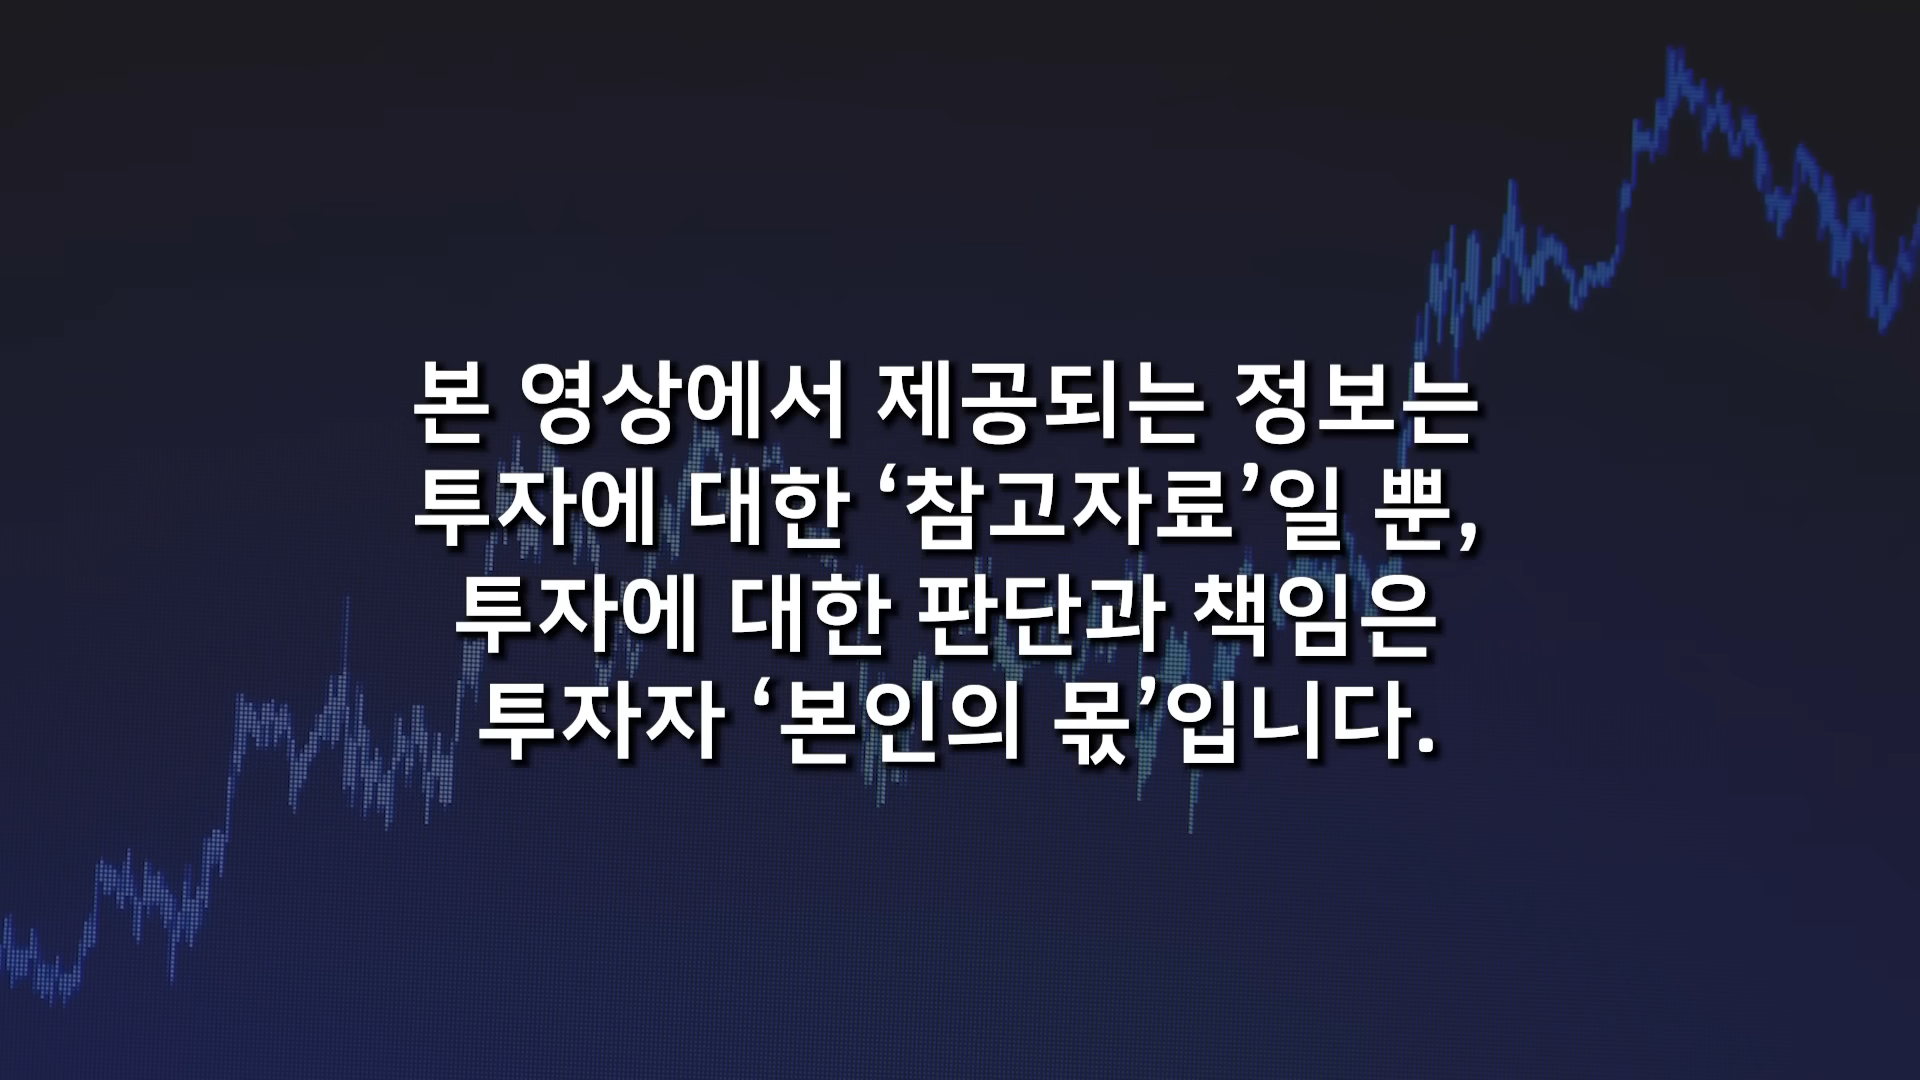 본 영상에서 제공되는 정보는
투자에 대한 ‘참고자료’일 뿐,
투자에 대한 판단과 책임은
투자자 ‘본인의 몫’입니다.